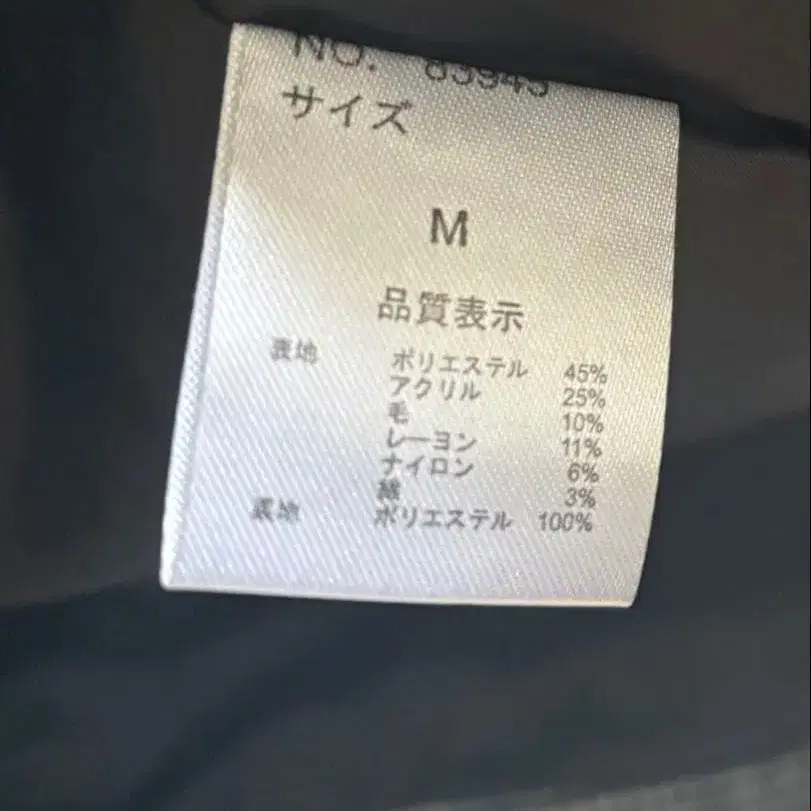 NO. 85945
サイズ
M
品質表示
表地 ポリエステル 45%
アクリル 25%
毛 10%
レーヨン 11%
ナイロン 6%
綿 3%
裏地 ポリエステル 100%